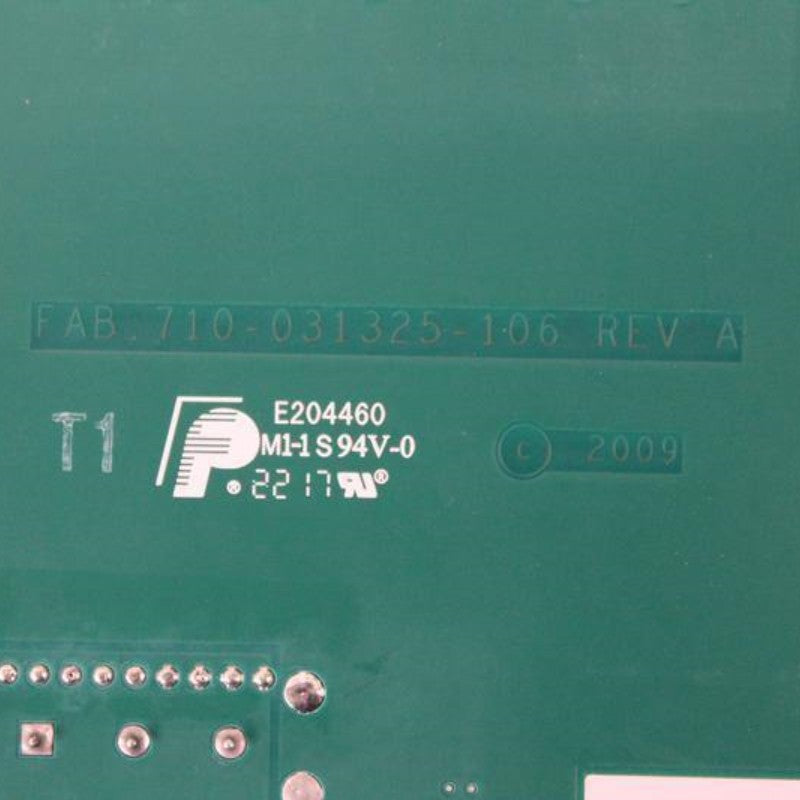 FAB. 710-031325-106 REV A
T1
E204460
M1-1 S 94V-0
2217 ®
© 2009